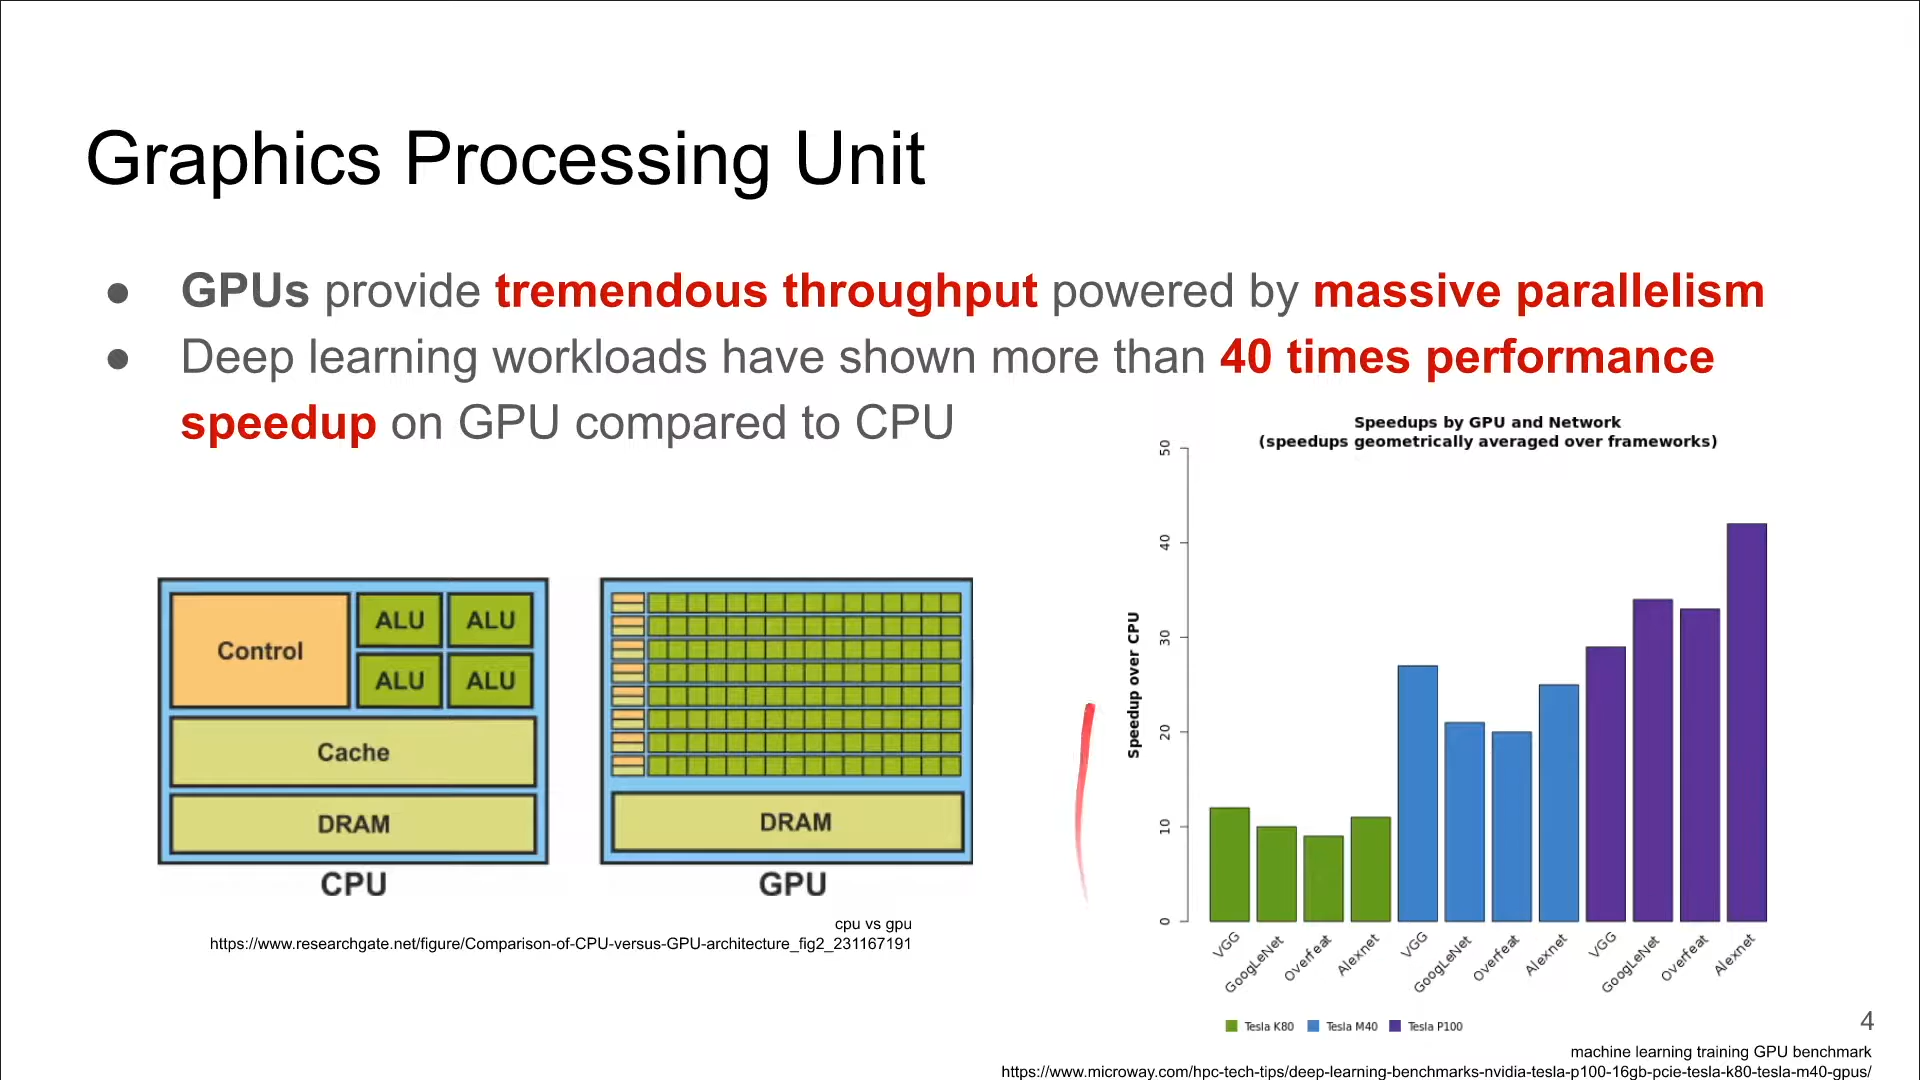 Graphics Processing Unit
● GPUs provide tremendous throughput powered by massive parallelism
● Deep learning workloads have shown more than 40 times performance
speedup on GPU compared to CPU
Control
ALU ALU
ALU ALU
Cache
DRAM
CPU
DRAM
GPU
cpu vs gpu
https://www.researchgate.net/figure/Comparison-of-CPU-versus-GPU-architecture_fig2_231167191
Speedups by GPU and Network
(speedups geometrically averaged over frameworks)
Speedup over CPU
50
40
30
20
10
0
VGG GoogLeNet Overfeat Alexnet VGG GoogLeNet Overfeat Alexnet VGG GoogLeNet Overfeat Alexnet
Tesla K80 Tesla M40 Tesla P100
4
machine learning training GPU benchmark
https://www.microway.com/hpc-tech-tips/deep-learning-benchmarks-nvidia-tesla-p100-16gb-pcie-tesla-k80-tesla-m40-gpus/